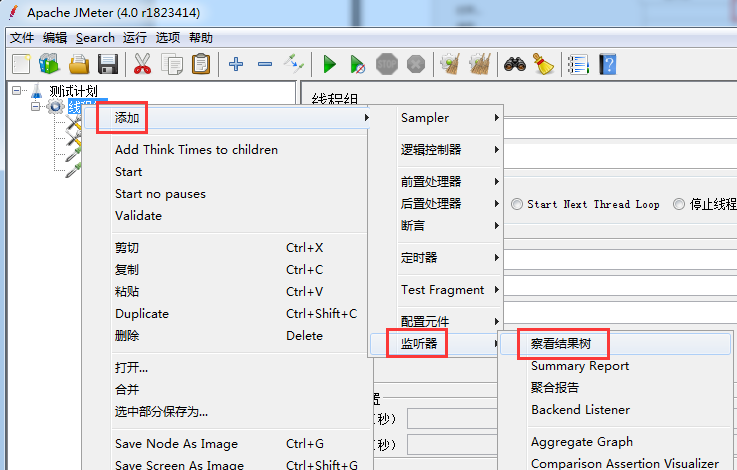 Apache JMeter (4.0 r1823414)
文件 编辑 Search 运行 选项 帮助
测试计划
线程组
线程组
添加
Add Think Times to children
Start
Start no pauses
Validate
剪切 Ctrl+X
复制 Ctrl+C
粘贴 Ctrl+V
Duplicate Ctrl+Shift+C
删除 Delete
打开...
合并
选中部分保存为...
Save Node As Image Ctrl+G
Save Screen As Image Ctrl+Shift+G
Sampler
逻辑控制器
前置处理器
后置处理器
断言
定时器
Test Fragment
配置元件
监听器
察看结果树
Summary Report
聚合报告
Backend Listener
Aggregate Graph
Comparison Assertion Visualizer
Start Next Thread Loop 停止线程
置
(秒)
(秒)
STOP